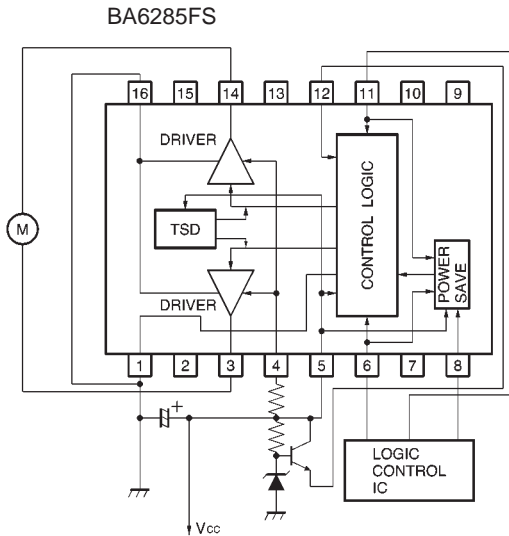 BA6285FS
16 15 14 13 12 11 10 9
DRIVER
M
TSD
CONTROL LOGIC
POWER
SAVE
DRIVER
1 2 3 4 5 6 7 8
+
LOGIC
CONTROL
IC
Vcc